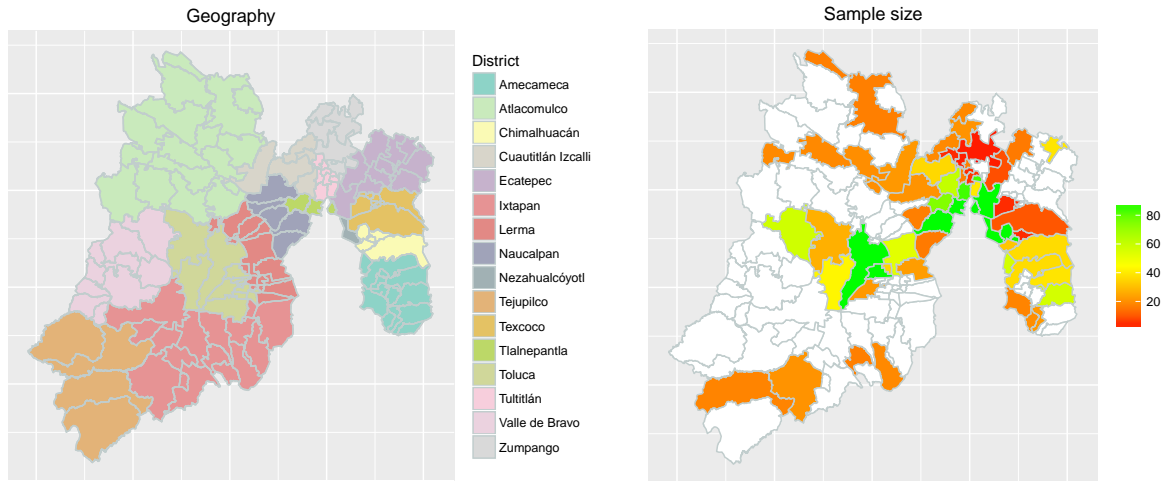 Geography
District
Amecameca
Atlacomulco
Chimalhuacán
Cuautitlán Izcalli
Ecatepec
Ixtapan
Lerma
Naucalpan
Nezahualcóyotl
Tejupilco
Texcoco
Tlalnepantla
Toluca
Tultitlán
Valle de Bravo
Zumpango
Sample size
80
60
40
20